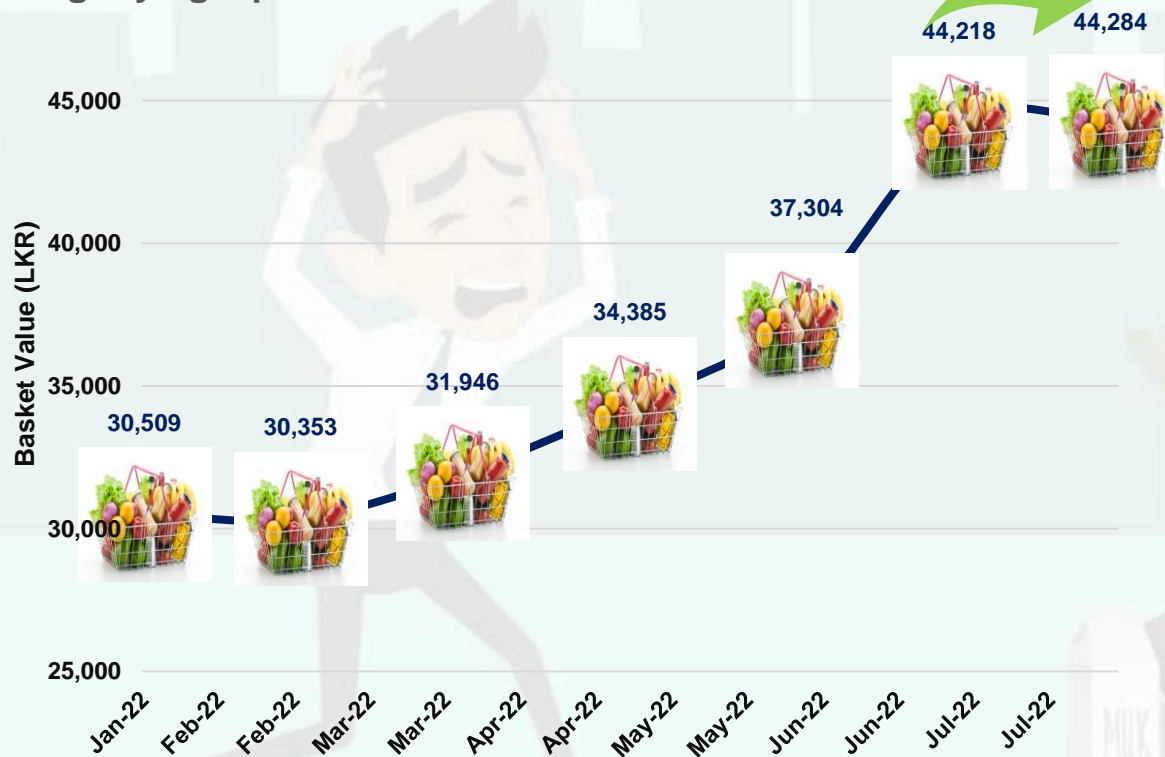 44,218
44,284
45,000
37,304
40,000
34,385
35,000
31,946
30,509
30,353
30,000
25,000
Basket Value (LKR)
Jan-22
Feb-22
Feb-22
Mar-22
Mar-22
Apr-22
Apr-22
May-22
May-22
Jun-22
Jun-22
Jul-22
Jul-22
MILK